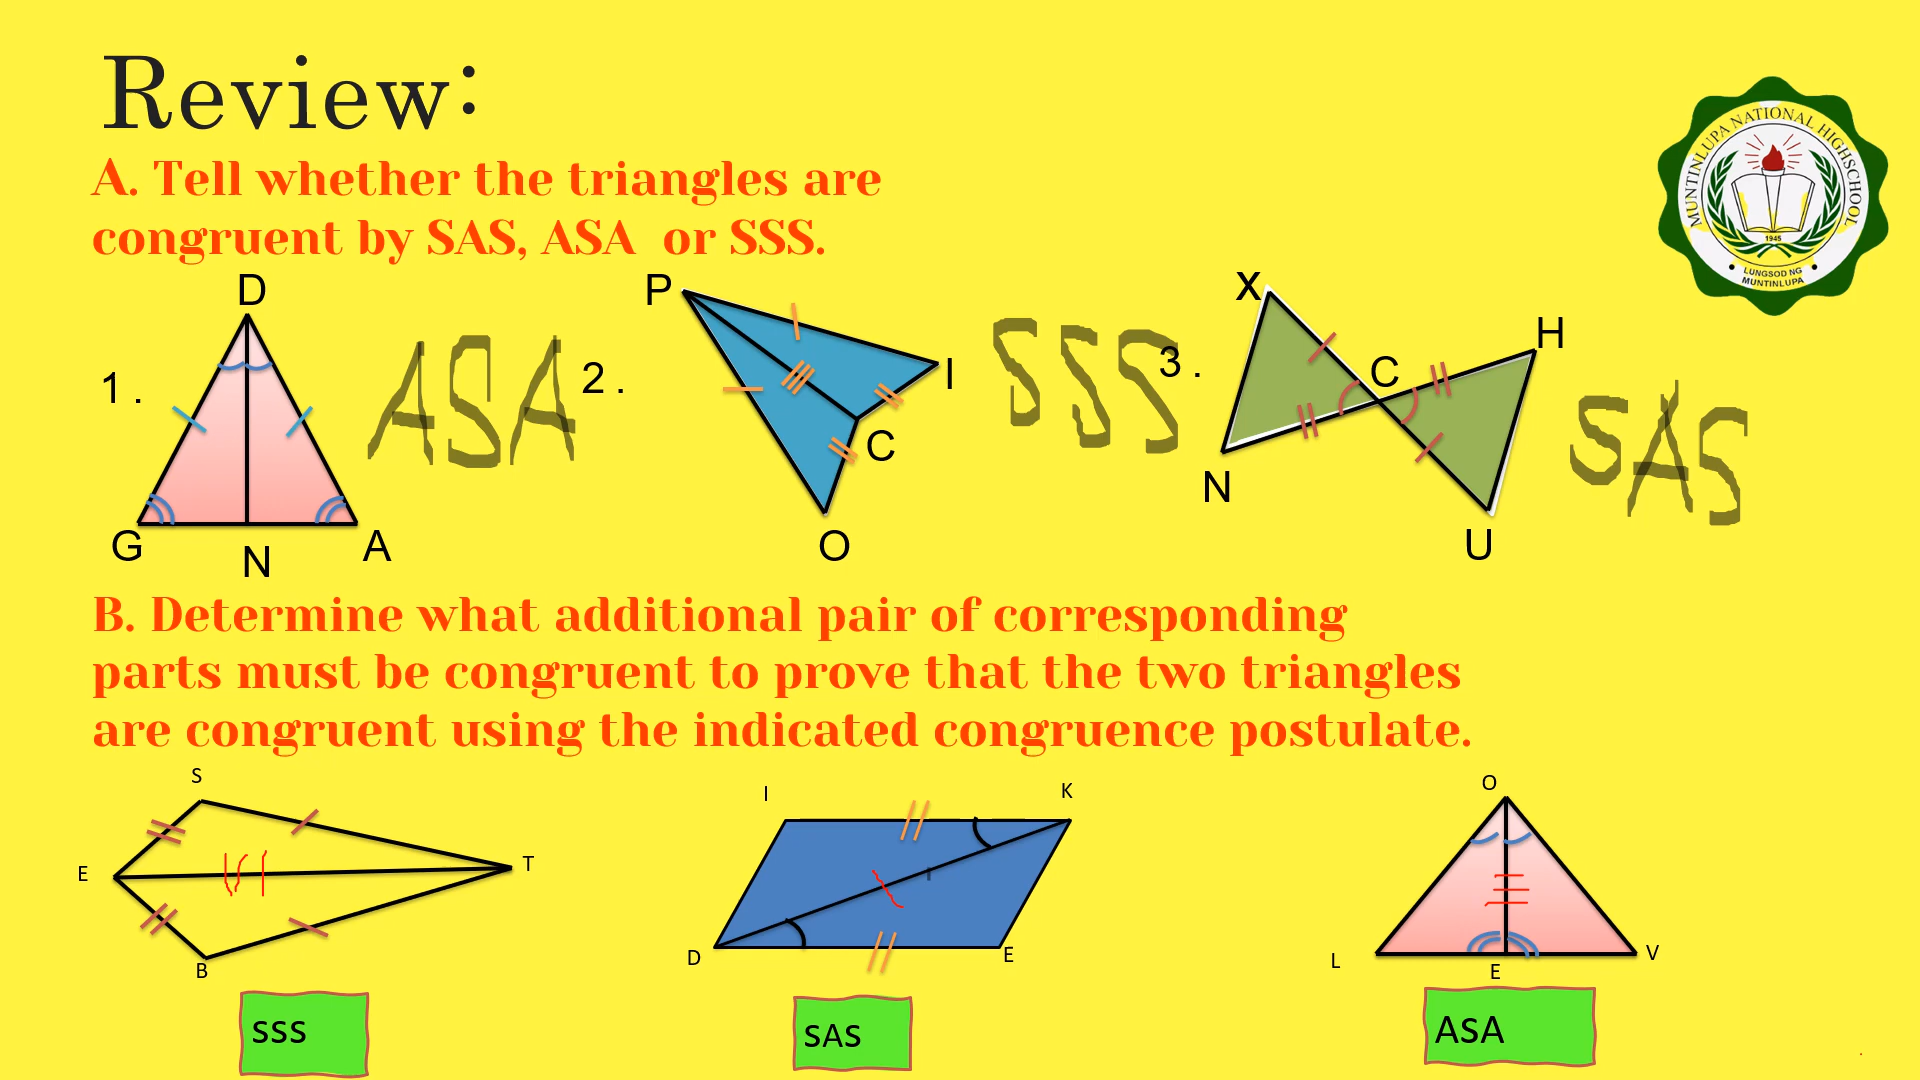 Review:
A. Tell whether the triangles are
congruent by SAS, ASA or SSS.
MUNTINLUPA NATIONAL HIGHSCHOOL
1945
LUNGSOD NG
MUNTINLUPA
1.
D
G
N
A
ASA
2.
P
I
C
O
SSS
3.
X
H
C
N
U
SAS
B. Determine what additional pair of corresponding
parts must be congruent to prove that the two triangles
are congruent using the indicated congruence postulate.
S
E
T
B
SSS
I
K
D
E
SAS
O
L
E
V
ASA